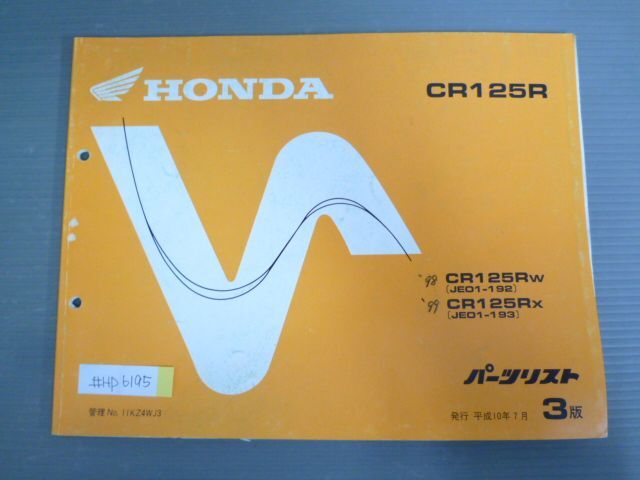 HONDA
CR125R
'98 CR125RW
(JE01-192)
'99 CR125RX
(JE01-193)
#HD6195
パーツリスト
管理No. 11KZ4WJ3
発行 平成10年7月 3版